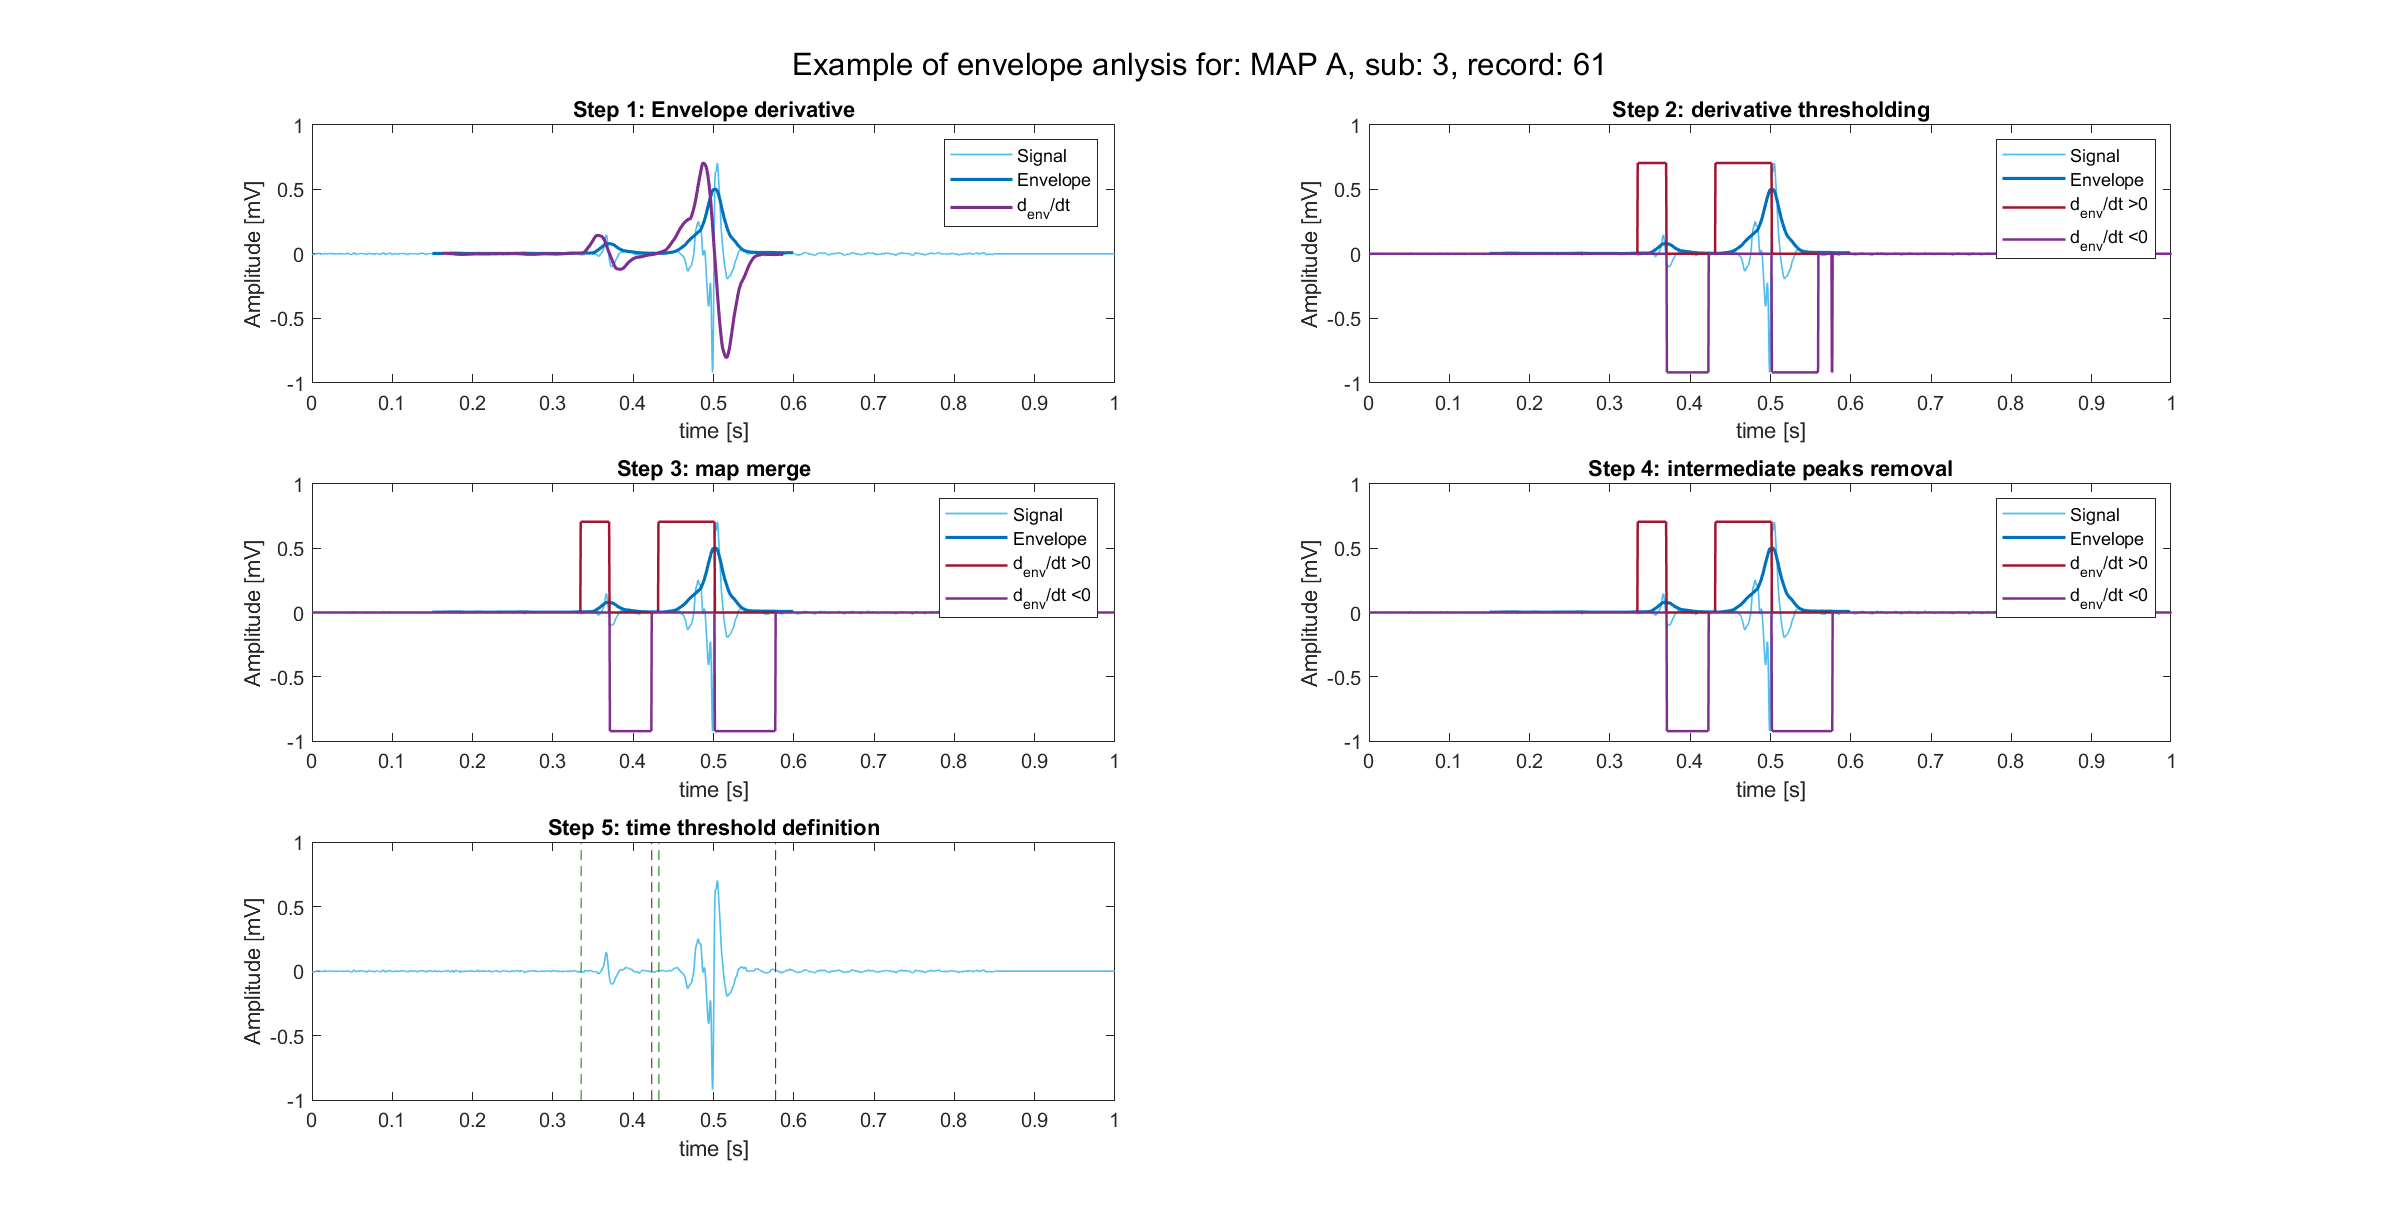 Example of envelope anlysis for: MAP A, sub: 3, record: 61
Step 1: Envelope derivative
Amplitude [mV]
1
0.5
0
-0.5
-1
Signal
Envelope
d_env/dt
0 0.1 0.2 0.3 0.4 0.5 0.6 0.7 0.8 0.9 1
time [s]
Step 2: derivative thresholding
Amplitude [mV]
1
0.5
0
-0.5
-1
Signal
Envelope
d_env/dt >0
d_env/dt <0
0 0.1 0.2 0.3 0.4 0.5 0.6 0.7 0.8 0.9 1
time [s]
Step 3: map merge
Amplitude [mV]
1
0.5
0
-0.5
-1
Signal
Envelope
d_env/dt >0
d_env/dt <0
0 0.1 0.2 0.3 0.4 0.5 0.6 0.7 0.8 0.9 1
time [s]
Step 4: intermediate peaks removal
Amplitude [mV]
1
0.5
0
-0.5
-1
Signal
Envelope
d_env/dt >0
d_env/dt <0
0 0.1 0.2 0.3 0.4 0.5 0.6 0.7 0.8 0.9 1
time [s]
Step 5: time threshold definition
Amplitude [mV]
1
0.5
0
-0.5
-1
0 0.1 0.2 0.3 0.4 0.5 0.6 0.7 0.8 0.9 1
time [s]